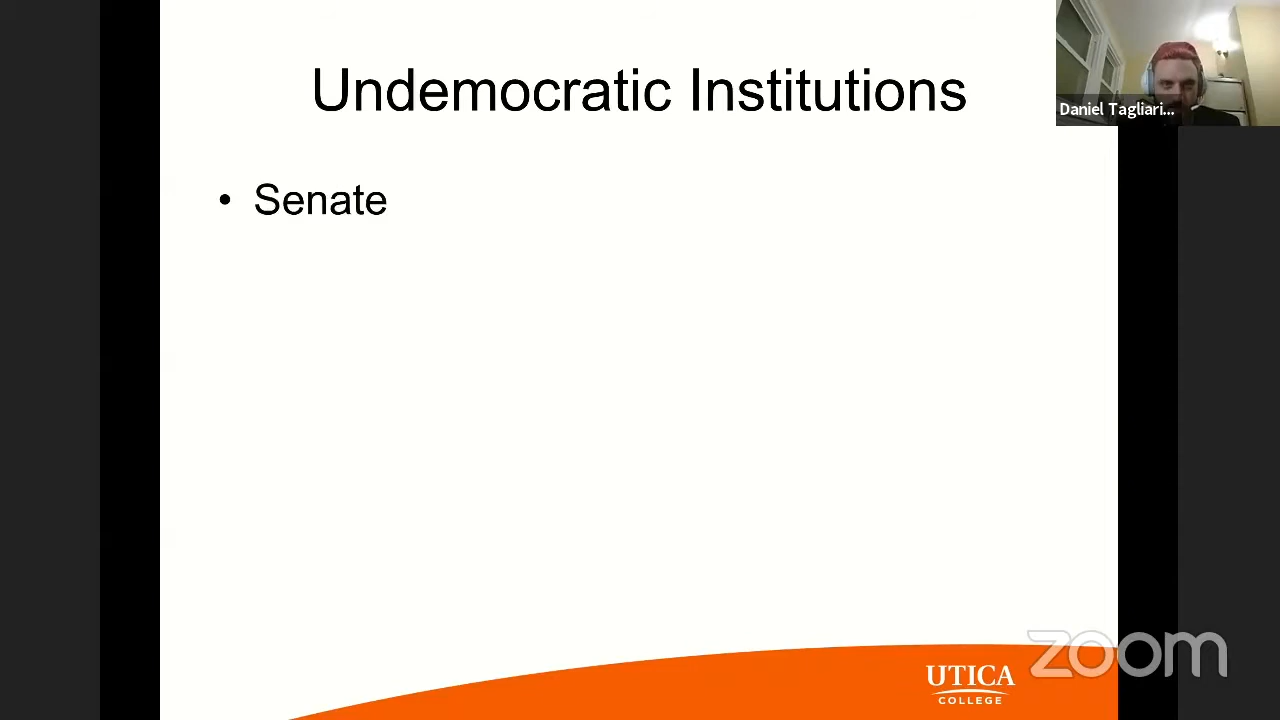 Undemocratic Institutions
Daniel Tagliari...
• Senate
zoom
UTICA
COLLEGE